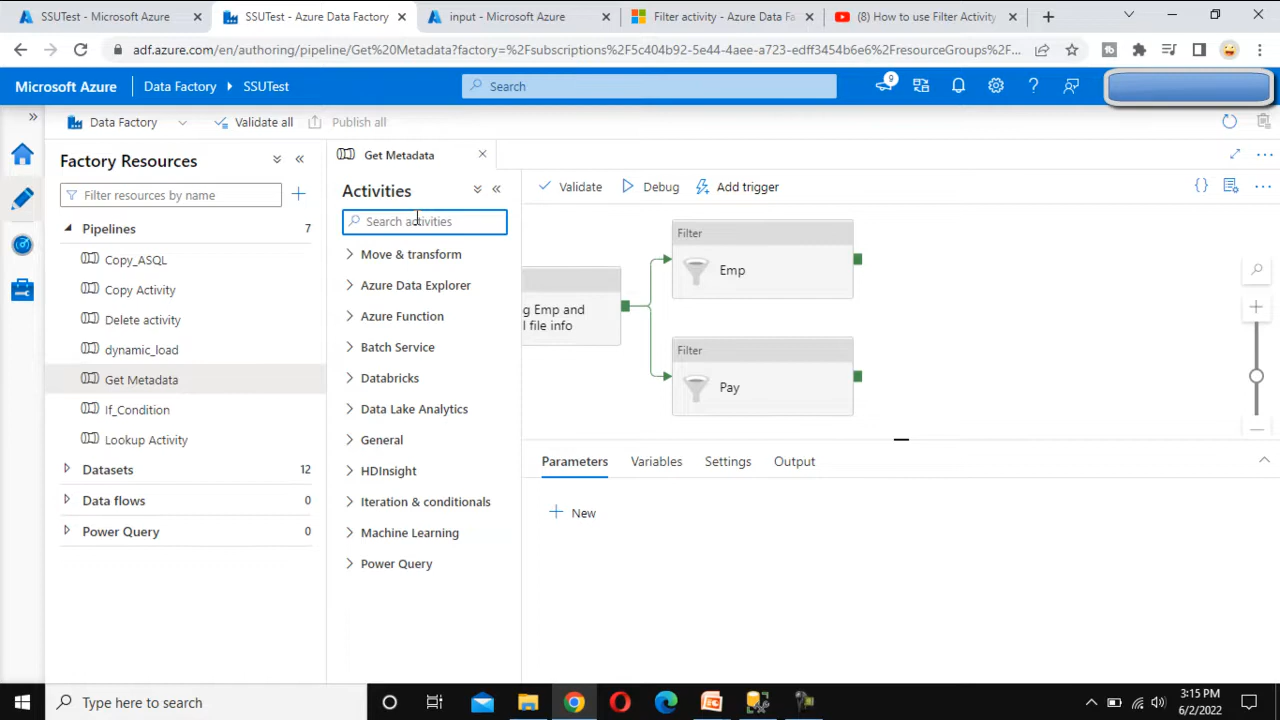 SSUTest - Microsoft Azure
SSUTest - Azure Data Factory
input - Microsoft Azure
Filter activity - Azure Data Fa
(8) How to use Filter Activity
adf.azure.com/en/authoring/pipeline/Get%20Metadata?factory=%2Fsubscriptions%2F5c404b92-5e44-4aee-a723-edff3454b6e6%2FresourceGroups%2F...
Microsoft Azure
Data Factory
SSUTest
Search
9
Data Factory
Validate all
Publish all
Factory Resources
Filter resources by name
Pipelines
7
Copy_ASQL
Copy Activity
Delete activity
dynamic_load
Get Metadata
If_Condition
Lookup Activity
Datasets
12
Data flows
0
Power Query
0
Get Metadata
Activities
Search activities
Move & transform
Azure Data Explorer
Azure Function
Batch Service
Databricks
Data Lake Analytics
General
HDInsight
Iteration & conditionals
Machine Learning
Power Query
Validate
Debug
Add trigger
g Emp and
l file info
Filter
Emp
Filter
Pay
Parameters
Variables
Settings
Output
New
Type here to search
3:15 PM
6/2/2022